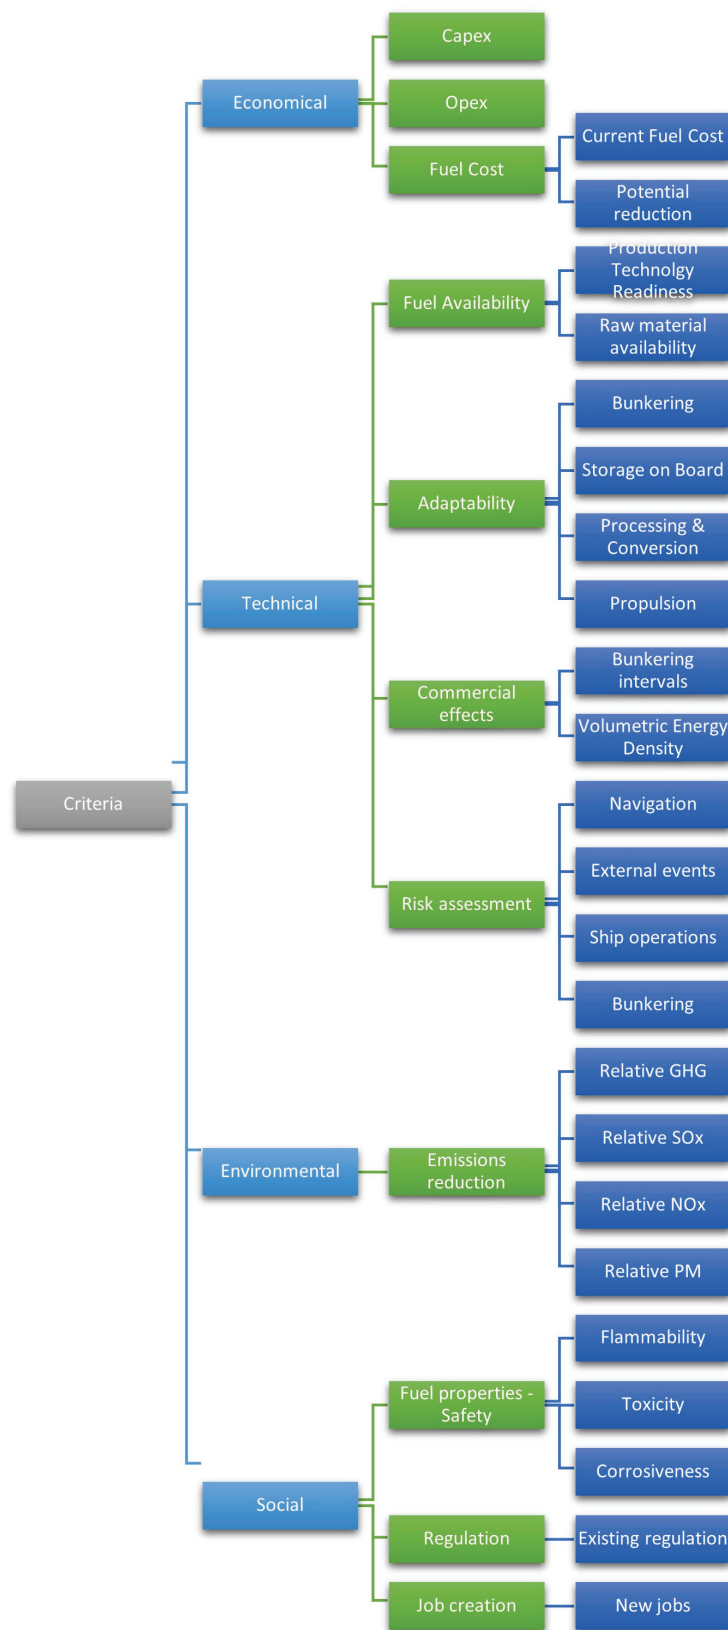 Capex
Economical
Opex
Current Fuel Cost
Fuel Cost
Potential
reduction
Production
Technolgy
Readiness
Fuel Availability
Raw material
availability
Bunkering
Storage on Board
Adaptability
Processing &
Conversion
Technical
Propulsion
Bunkering
intervals
Commercial
effects
Volumetric Energy
Density
Criteria
Navigation
External events
Risk assessment
Ship operations
Bunkering
Relative GHG
Relative SOx
Environmental
Emissions
reduction
Relative NOx
Relative PM
Flammability
Fuel properties -
Safety
Toxicity
Corrosiveness
Social
Regulation
Existing regulation
Job creation
New jobs